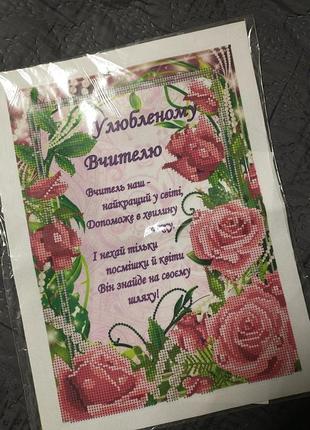 Улюбленому
Вчителю
Вчитель наш -
найкращий у світі,
Допоможе в хвилину
І нехай тільки
посмішки й квіти
Він знайде на своєму
шляху!